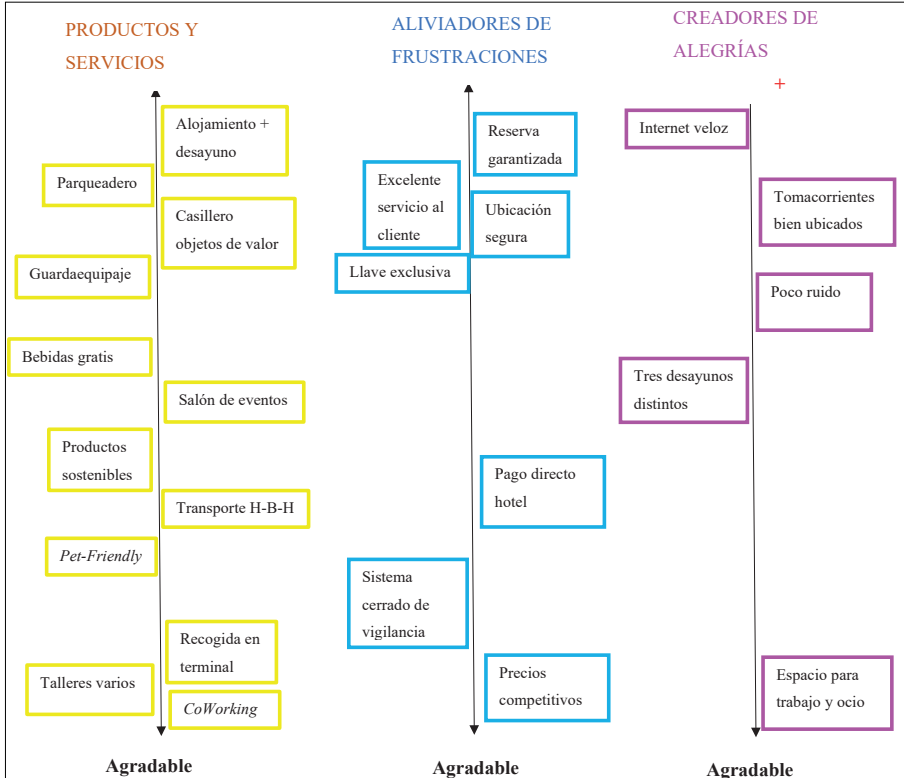 PRODUCTOS Y
SERVICIOS
Alojamiento +
desayuno
Parqueadero
Casillero
objetos de valor
Guardaequipaje
Bebidas gratis
Salón de eventos
Productos
sostenibles
Transporte H-B-H
Pet-Friendly
Recogida en
terminal
Talleres varios
CoWorking
Agradable
ALIVIADORES DE
FRUSTRACIONES
Reserva
garantizada
Excelente
servicio al
cliente
Ubicación
segura
Llave exclusiva
Pago directo
hotel
Sistema
cerrado de
vigilancia
Precios
competitivos
Agradable
CREADORES DE
ALEGRÍAS
+
Internet veloz
Tomacorrientes
bien ubicados
Poco ruido
Tres desayunos
distintos
Espacio para
trabajo y ocio
Agradable